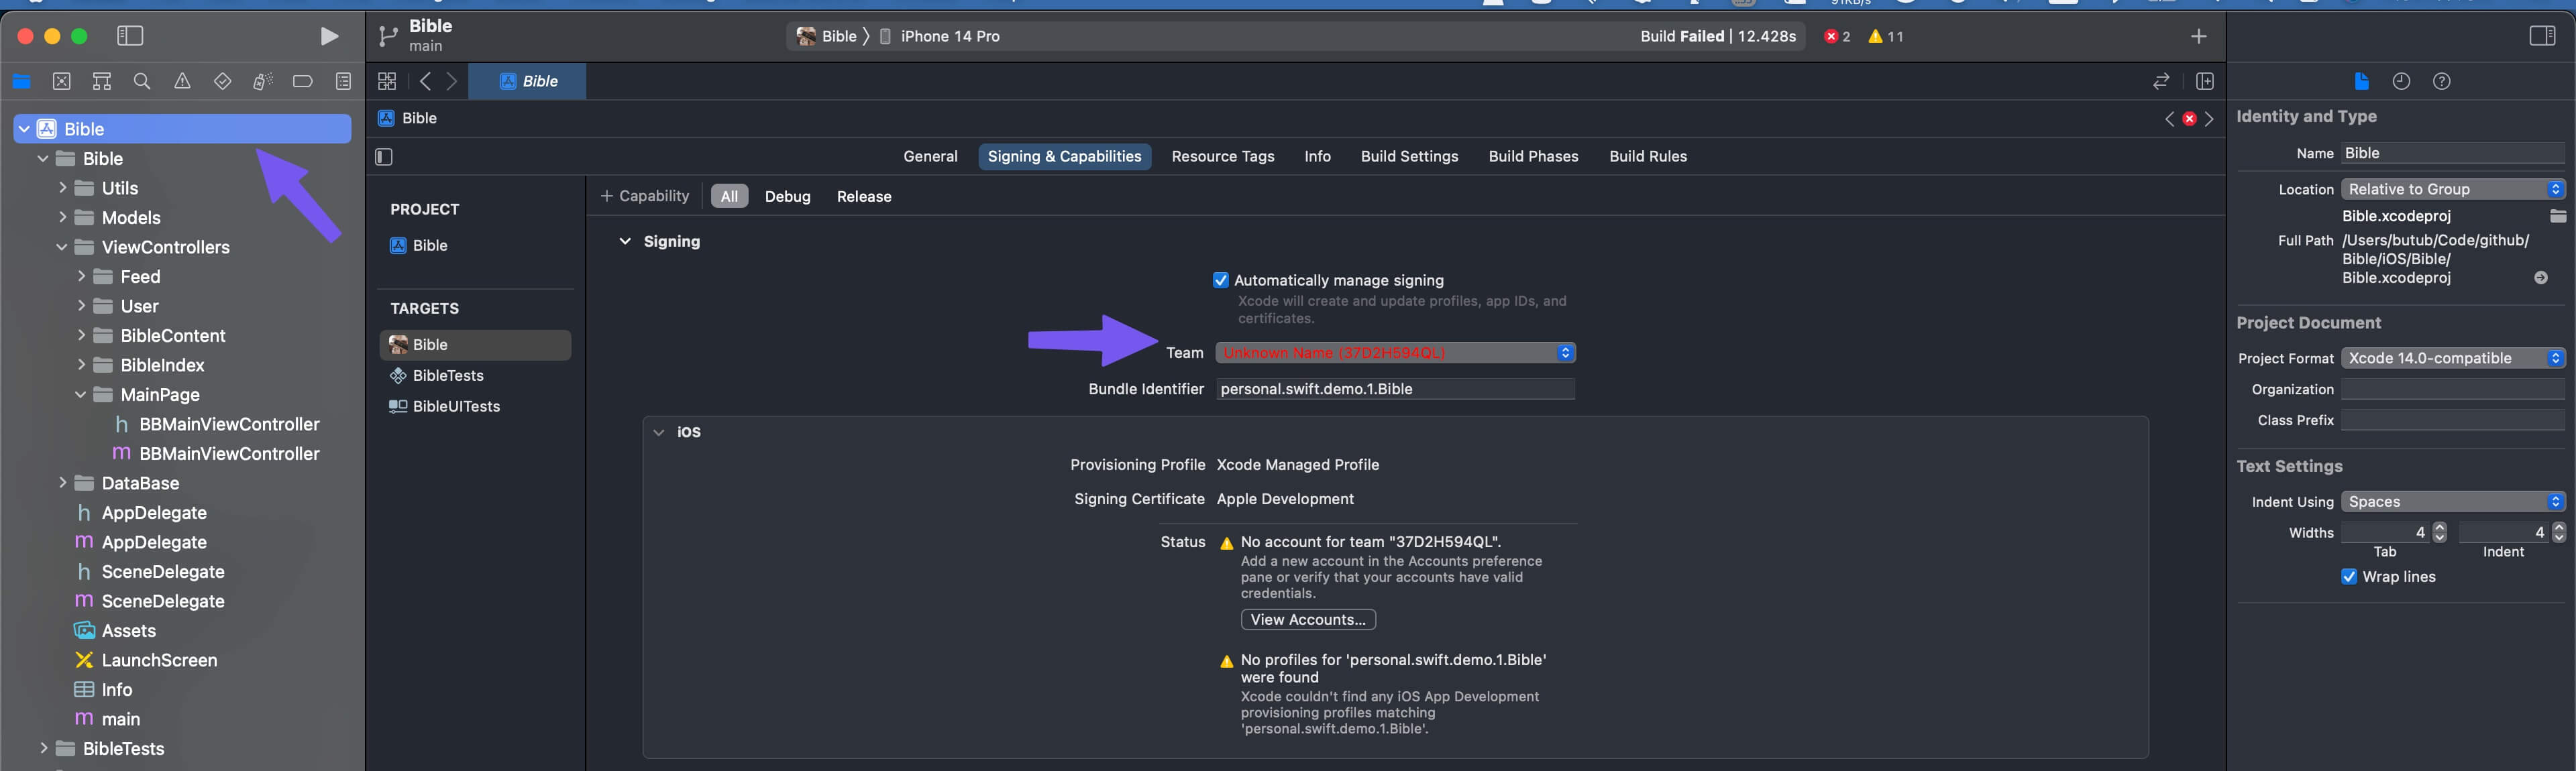 91KB/s
Bible
main
Bible
iPhone 14 Pro
Build Failed | 12.428s
2
11
Bible
Bible
General
Signing & Capabilities
Resource Tags
Info
Build Settings
Build Phases
Build Rules
Bible
Bible
Utils
Models
ViewControllers
Feed
User
BibleContent
BibleIndex
MainPage
h BBMainViewController
m BBMainViewController
DataBase
h AppDelegate
m AppDelegate
h SceneDelegate
m SceneDelegate
Assets
LaunchScreen
Info
m main
BibleTests
PROJECT
Bible
TARGETS
Bible
BibleTests
BibleUITests
+ Capability
All
Debug
Release
Signing
Automatically manage signing
Xcode will create and update profiles, app IDs, and
certificates.
Team Unknown Name (37D2H594QL)
Bundle Identifier personal.swift.demo.1.Bible
iOS
Provisioning Profile Xcode Managed Profile
Signing Certificate Apple Development
Status No account for team "37D2H594QL".
Add a new account in the Accounts preference
pane or verify that your accounts have valid
credentials.
View Accounts...
No profiles for 'personal.swift.demo.1.Bible'
were found
Xcode couldn't find any iOS App Development
provisioning profiles matching
'personal.swift.demo.1.Bible'.
Identity and Type
Name Bible
Location Relative to Group
Bible.xcodeproj
Full Path /Users/butub/Code/github/
Bible/iOS/Bible/
Bible.xcodeproj
Project Document
Project Format Xcode 14.0-compatible
Organization
Class Prefix
Text Settings
Indent Using Spaces
Widths 4 4
Tab Indent
Wrap lines